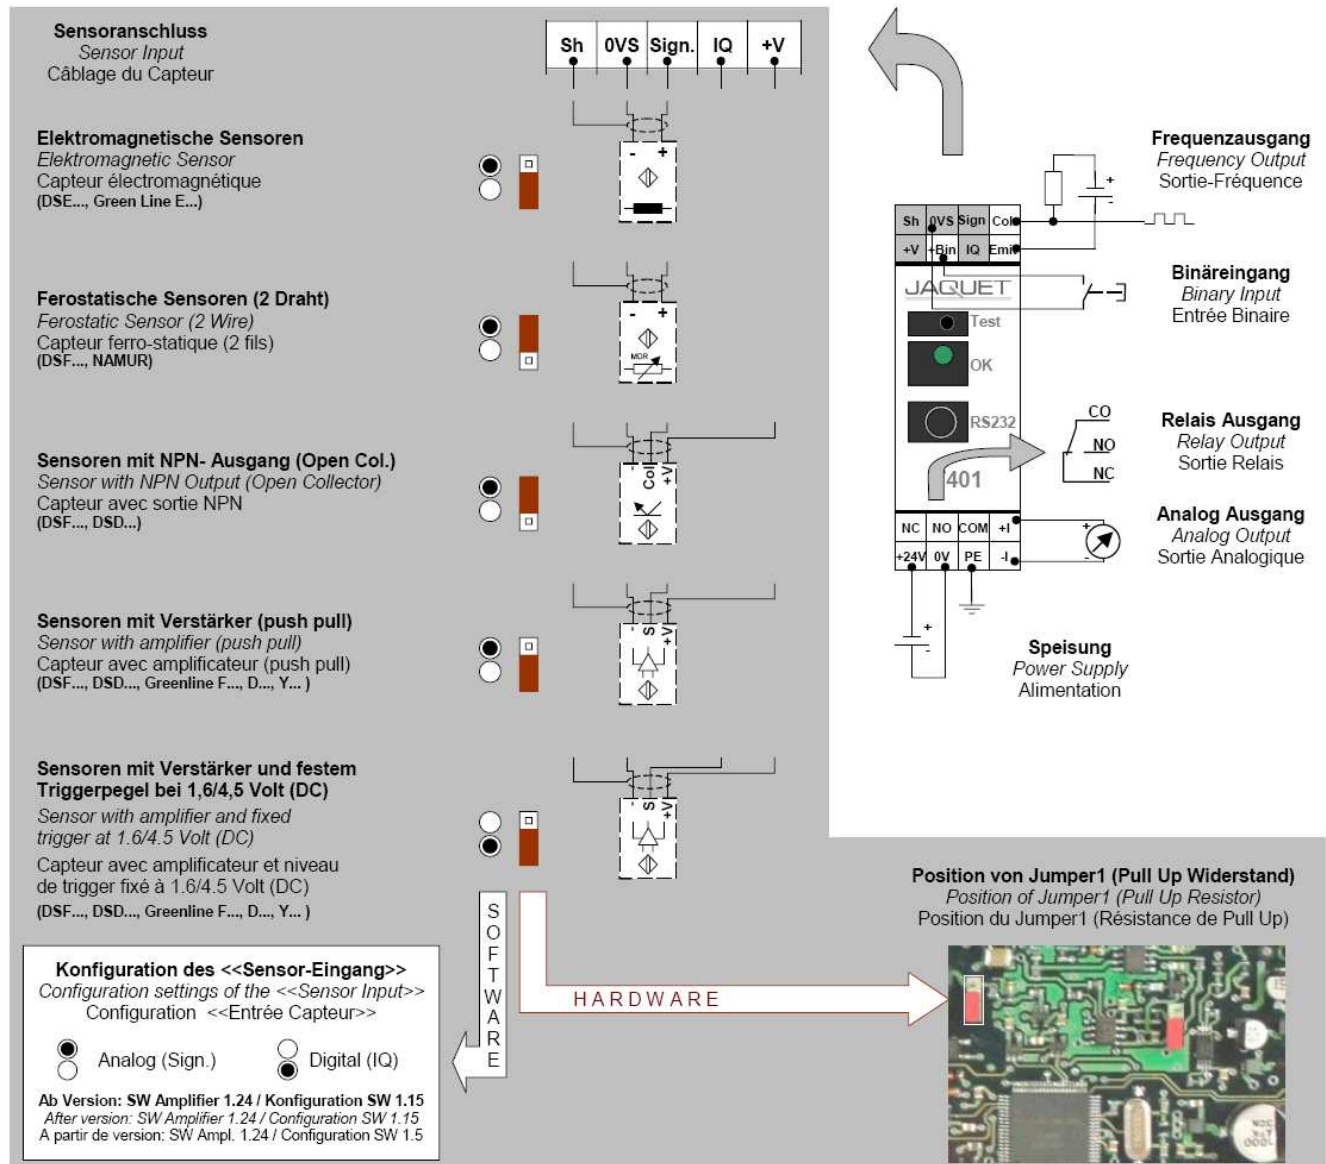 Sensoranschluss
Sensor Input
Câblage du Capteur
Sh 0VS Sign. IQ +V
Elektromagnetische Sensoren
Elektromagnetic Sensor
Capteur électromagnétique
(DSE..., Green Line E...)
- +
Ferostatische Sensoren (2 Draht)
Ferostatic Sensor (2 Wire)
Capteur ferro-statique (2 fils)
(DSF..., NAMUR)
- +
MDR
Sensoren mit NPN- Ausgang (Open Col.)
Sensor with NPN Output (Open Collector)
Capteur avec sortie NPN
(DSF..., DSD...)
- Col +V
Sensoren mit Verstärker (push pull)
Sensor with amplifier (push pull)
Capteur avec amplificateur (push pull)
(DSF..., DSD..., Greenline F..., D..., Y... )
- S +V
Sensoren mit Verstärker und festem
Triggerpegel bei 1,6/4,5 Volt (DC)
Sensor with amplifier and fixed
trigger at 1.6/4.5 Volt (DC)
Capteur avec amplificateur et niveau
de trigger fixé à 1.6/4.5 Volt (DC)
(DSF..., DSD..., Greenline F..., D..., Y... )
- S +V
SOFTWARE
HARDWARE
Konfiguration des <<Sensor-Eingang>>
Configuration settings of the <<Sensor Input>>
Configuration <<Entrée Capteur>>
Analog (Sign.) Digital (IQ)
Ab Version: SW Amplifier 1.24 / Konfiguration SW 1.15
After version: SW Amplifier 1.24 / Configuration SW 1.15
A partir de version: SW Ampl. 1.24 / Configuration SW 1.5
Frequenzausgang
Frequency Output
Sortie-Fréquence
+
-
Sh 0VS Sign Col
+V +Bin IQ Emit
JAQUET
Test
OK
RS232
401
Binäreingang
Binary Input
Entrée Binaire
CO
NO
NC
Relais Ausgang
Relay Output
Sortie Relais
NC NO COM +I
+24V 0V PE -I
+
-
Analog Ausgang
Analog Output
Sortie Analogique
+
-
Speisung
Power Supply
Alimentation
Position von Jumper1 (Pull Up Widerstand)
Position of Jumper1 (Pull Up Resistor)
Position du Jumper1 (Résistance de Pull Up)